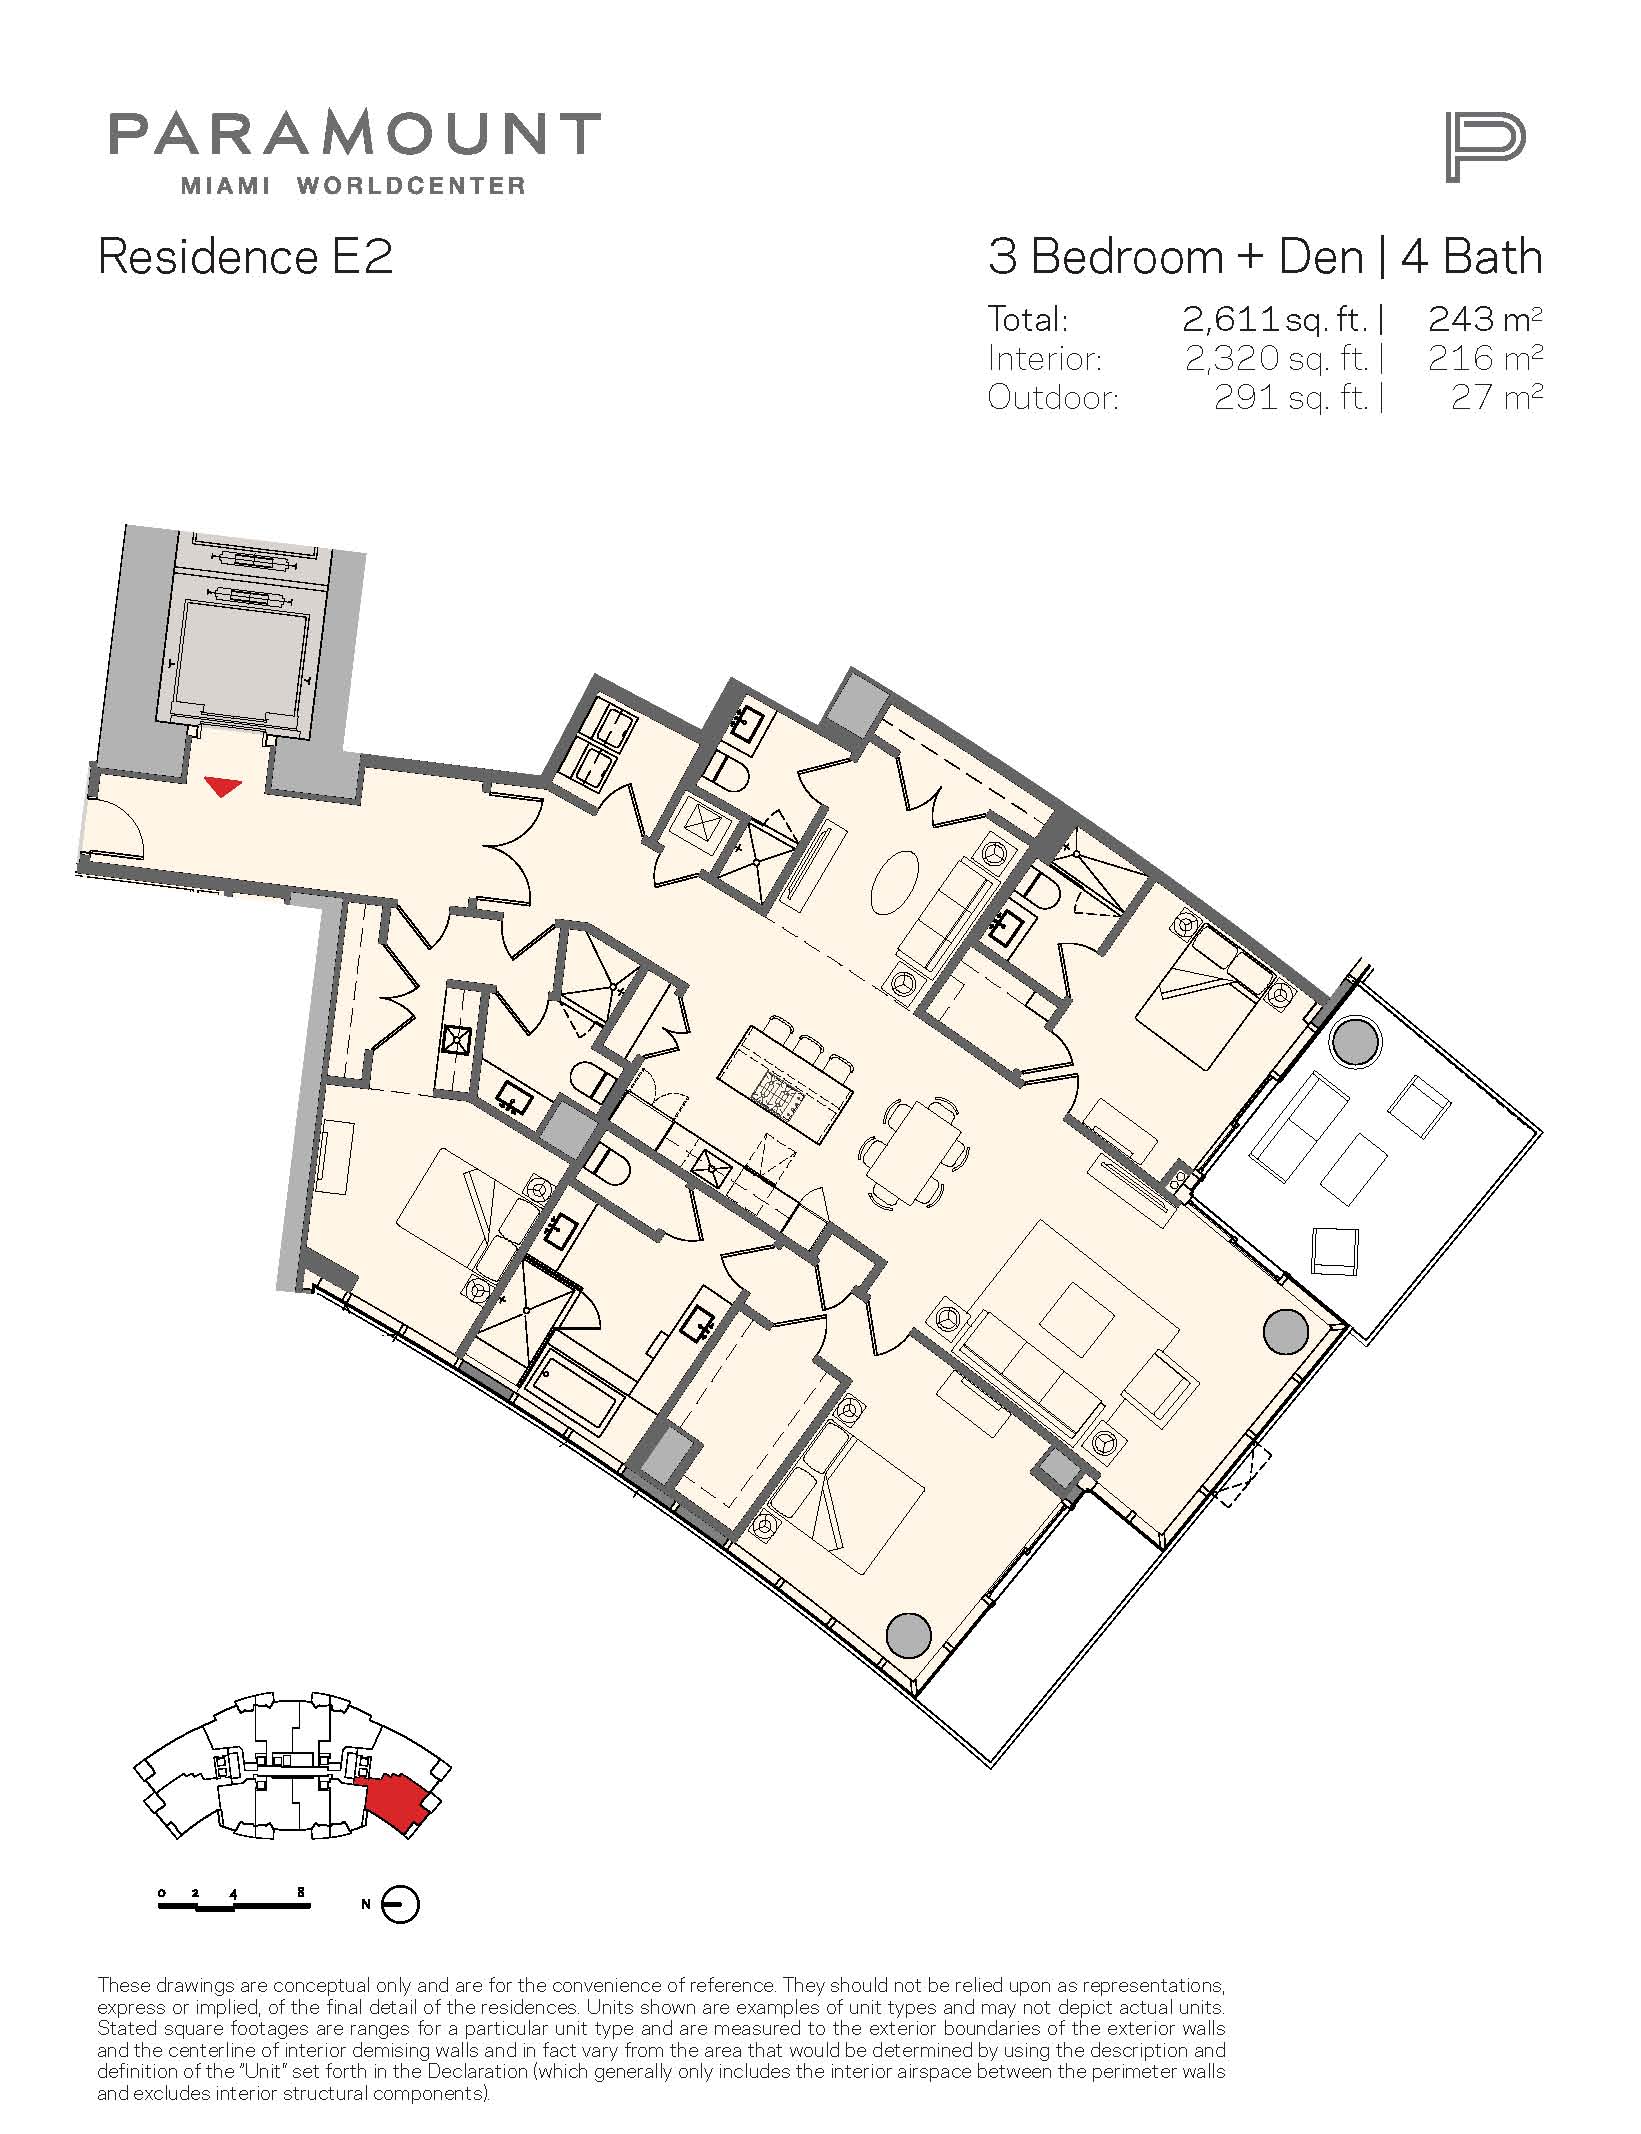 PARAMOUNT
MIAMI WORLDCENTER
Residence E2
3 Bedroom + Den | 4 Bath
Total: 2,611 sq. ft. | 243 m²
Interior: 2,320 sq. ft. | 216 m²
Outdoor: 291 sq. ft. | 27 m²
0 2 4 8
N
These drawings are conceptual only and are for the convenience of reference. They should not be relied upon as representations,
express or implied, of the final detail of the residences. Units shown are examples of unit types and may not depict actual units.
Stated square footages are ranges for a particular unit type and are measured to the exterior boundaries of the exterior walls
and the centerline of interior demising walls and in fact vary from the area that would be determined by using the description and
definition of the "Unit" set forth in the Declaration (which generally only includes the interior airspace between the perimeter walls
and excludes interior structural components).